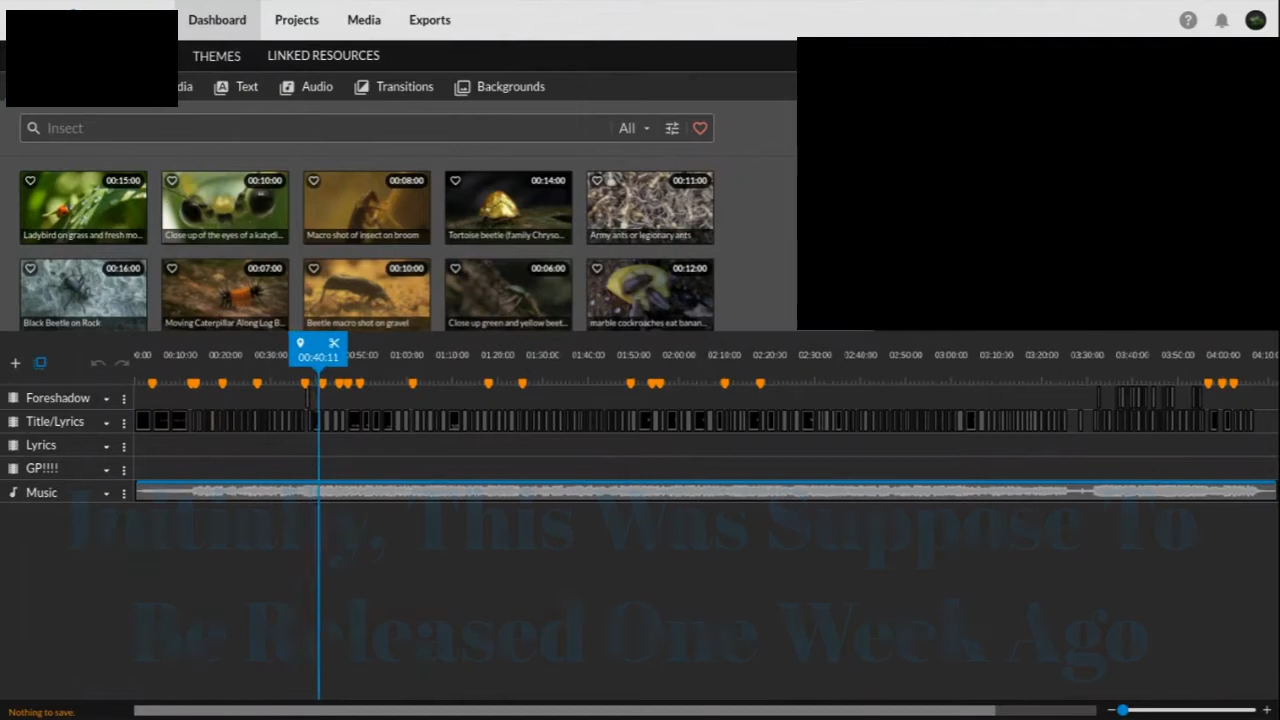 Dashboard Projects Media Exports
THEMES LINKED RESOURCES
dia Text Audio Transitions Backgrounds
Insect All
00:15:00 00:10:00 00:08:00 00:14:00 00:11:00
Ladybird on grass and fresh mo... Close up of the eyes of a katydi... Macro shot of insect on broom Tortoise beetle (family Chryso... Army ants or legionary ants
00:16:00 00:07:00 00:10:00 00:06:00 00:12:00
Black Beetle on Rock Moving Caterpillar Along Log B... Beetle macro shot on gravel Close up green and yellow beet... marble cockroaches eat banan...
00:40:11
0:00 09:10:00 00:20:00 00:30:00 00:50:00 01:00:00 01:10:00 01:20:00 01:30:00 01:40:00 01:50:00 02:00:00 02:10:00 02:20:00 02:30:00 02:40:00 02:50:00 03:00:00 03:10:00 03:30:00 03:40:00 03:50:00 04:00:00 04:10:0
Foreshadow
Title/Lyrics
Lyrics
GP!!!!
Music
Initially, This Was Suppose To
Be Released One Week Ago
Nothing to save.